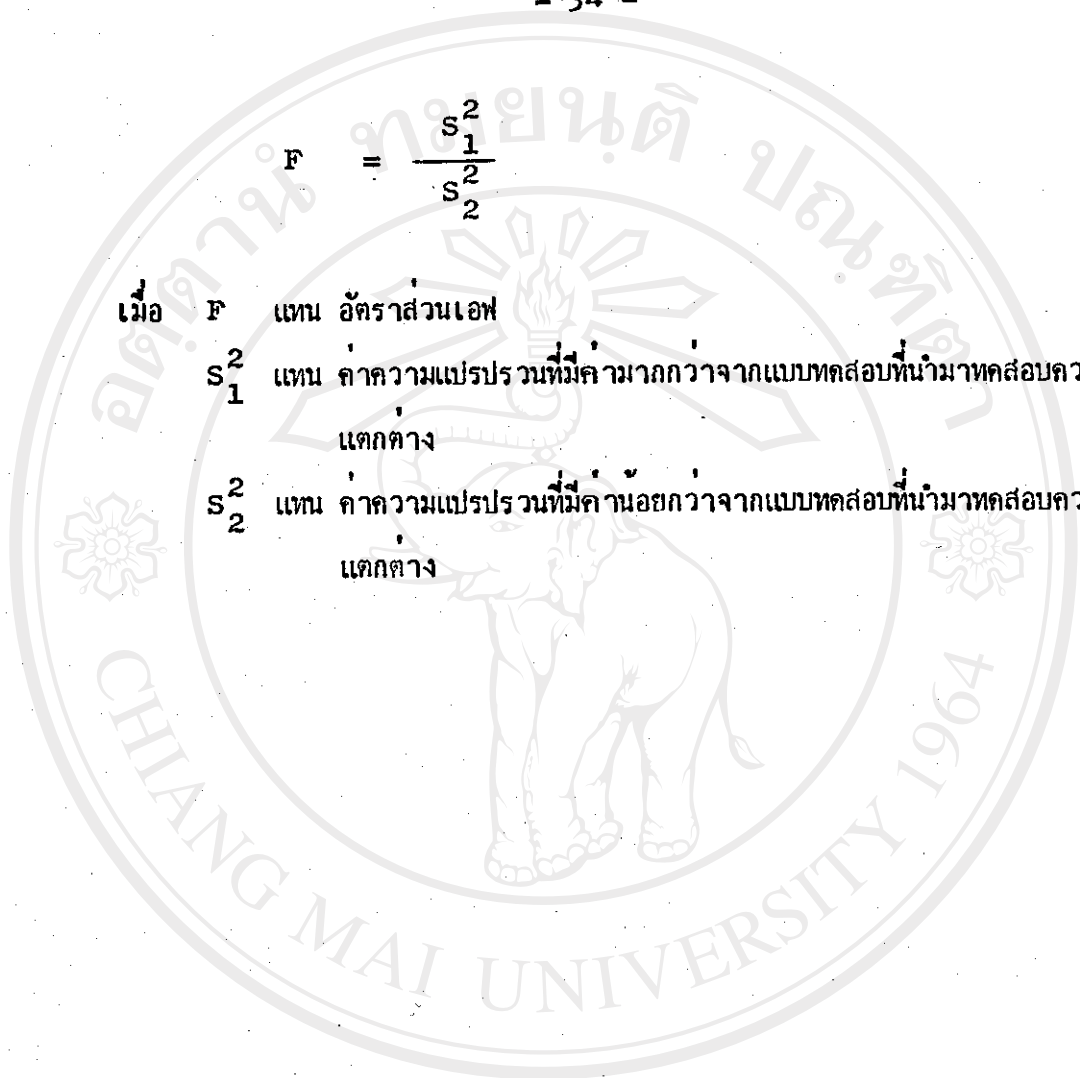 F = S₁² / S₂²
เมื่อ F แทน อัตราส่วนเอฟ
S₁² แทน ค่าความแปรปรวนที่มีค่ามากกว่าจากแบบทดสอบที่นำมาทดสอบคว
แตกต่าง
S₂² แทน ค่าความแปรปรวนที่มีค่าน้อยกว่าจากแบบทดสอบที่นำมาทดสอบคว
แตกต่าง
CHIANG MAI UNIVERSITY 1964